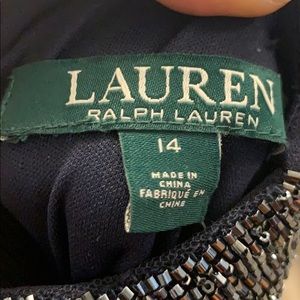 LAUREN
RALPH LAUREN
14
MADE IN
CHINA
FABRIQUÉ EN
CHINE